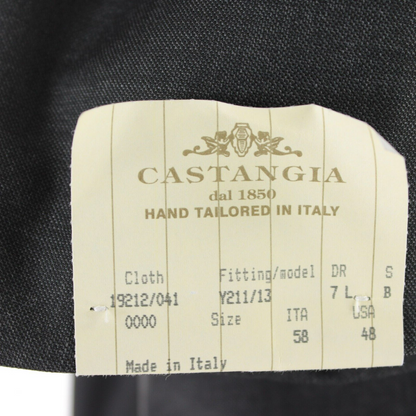 CASTANGIA
dal 1850
HAND TAILORED IN ITALY
Cloth Fitting/model DR S
19212/041 Y211/13 7 L B
0000 Size ITA USA
58 48
Made in Italy